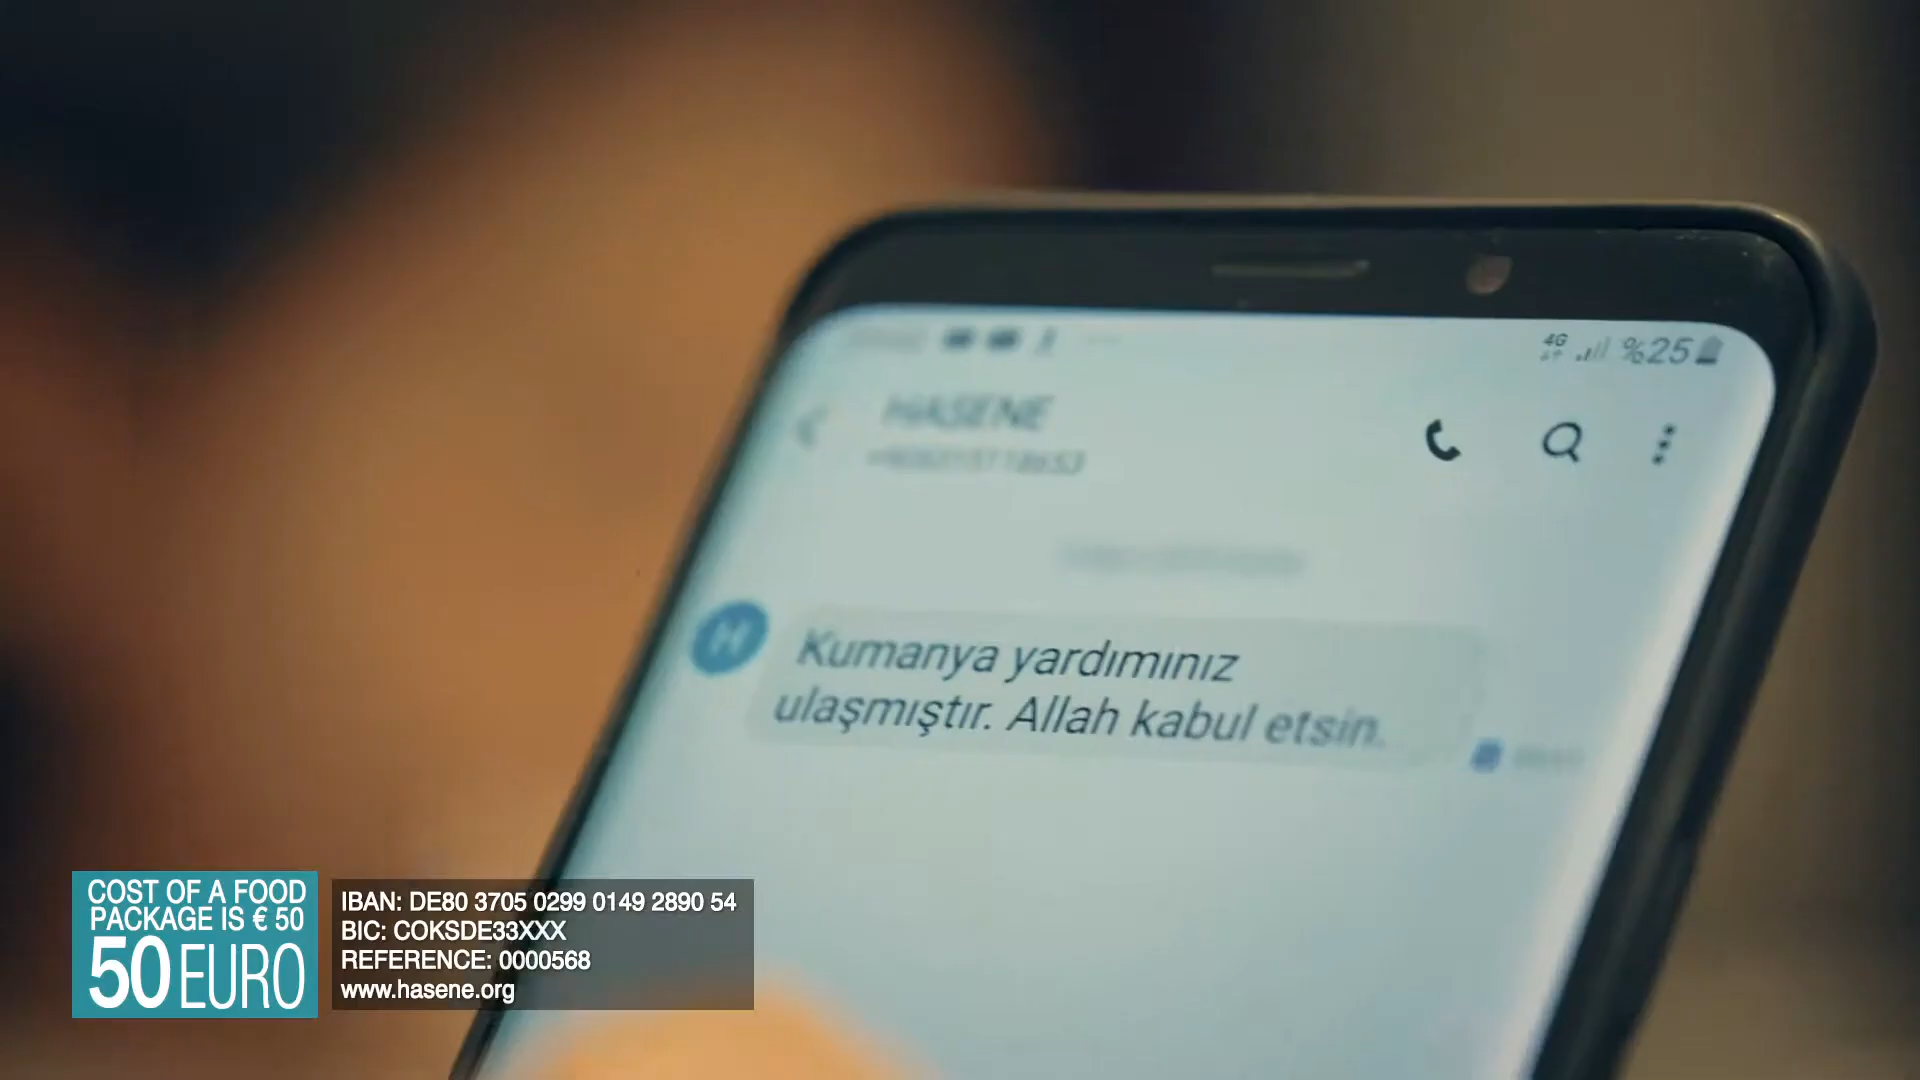 4G %25
HASENE
H
Kumanya yardımınız
ulaşmıştır. Allah kabul etsin.
COST OF A FOOD
PACKAGE IS € 50
50 EURO
IBAN: DE80 3705 0299 0149 2890 54
BIC: COKSDE33XXX
REFERENCE: 0000568
www.hasene.org